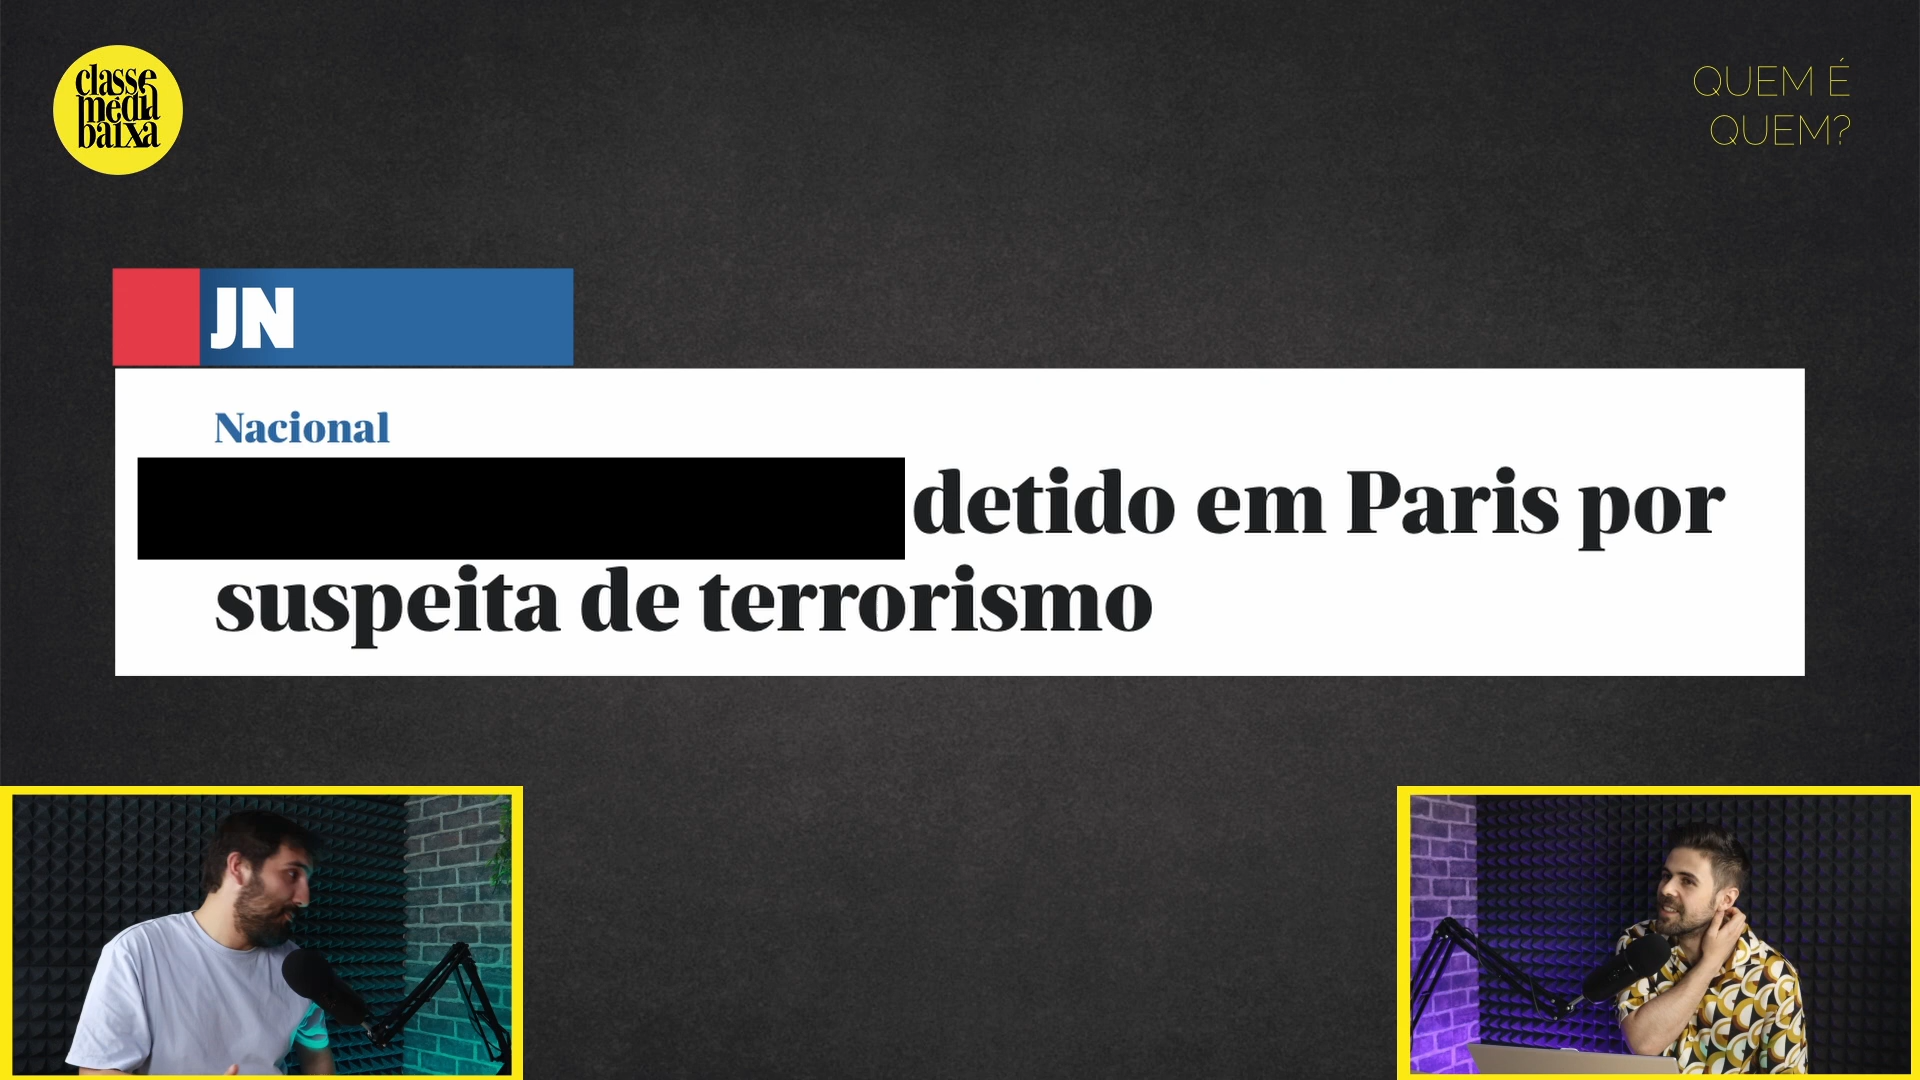 classe
média
baixa
QUEM É
QUEM?
JN
Nacional
detido em Paris por
suspeita de terrorismo